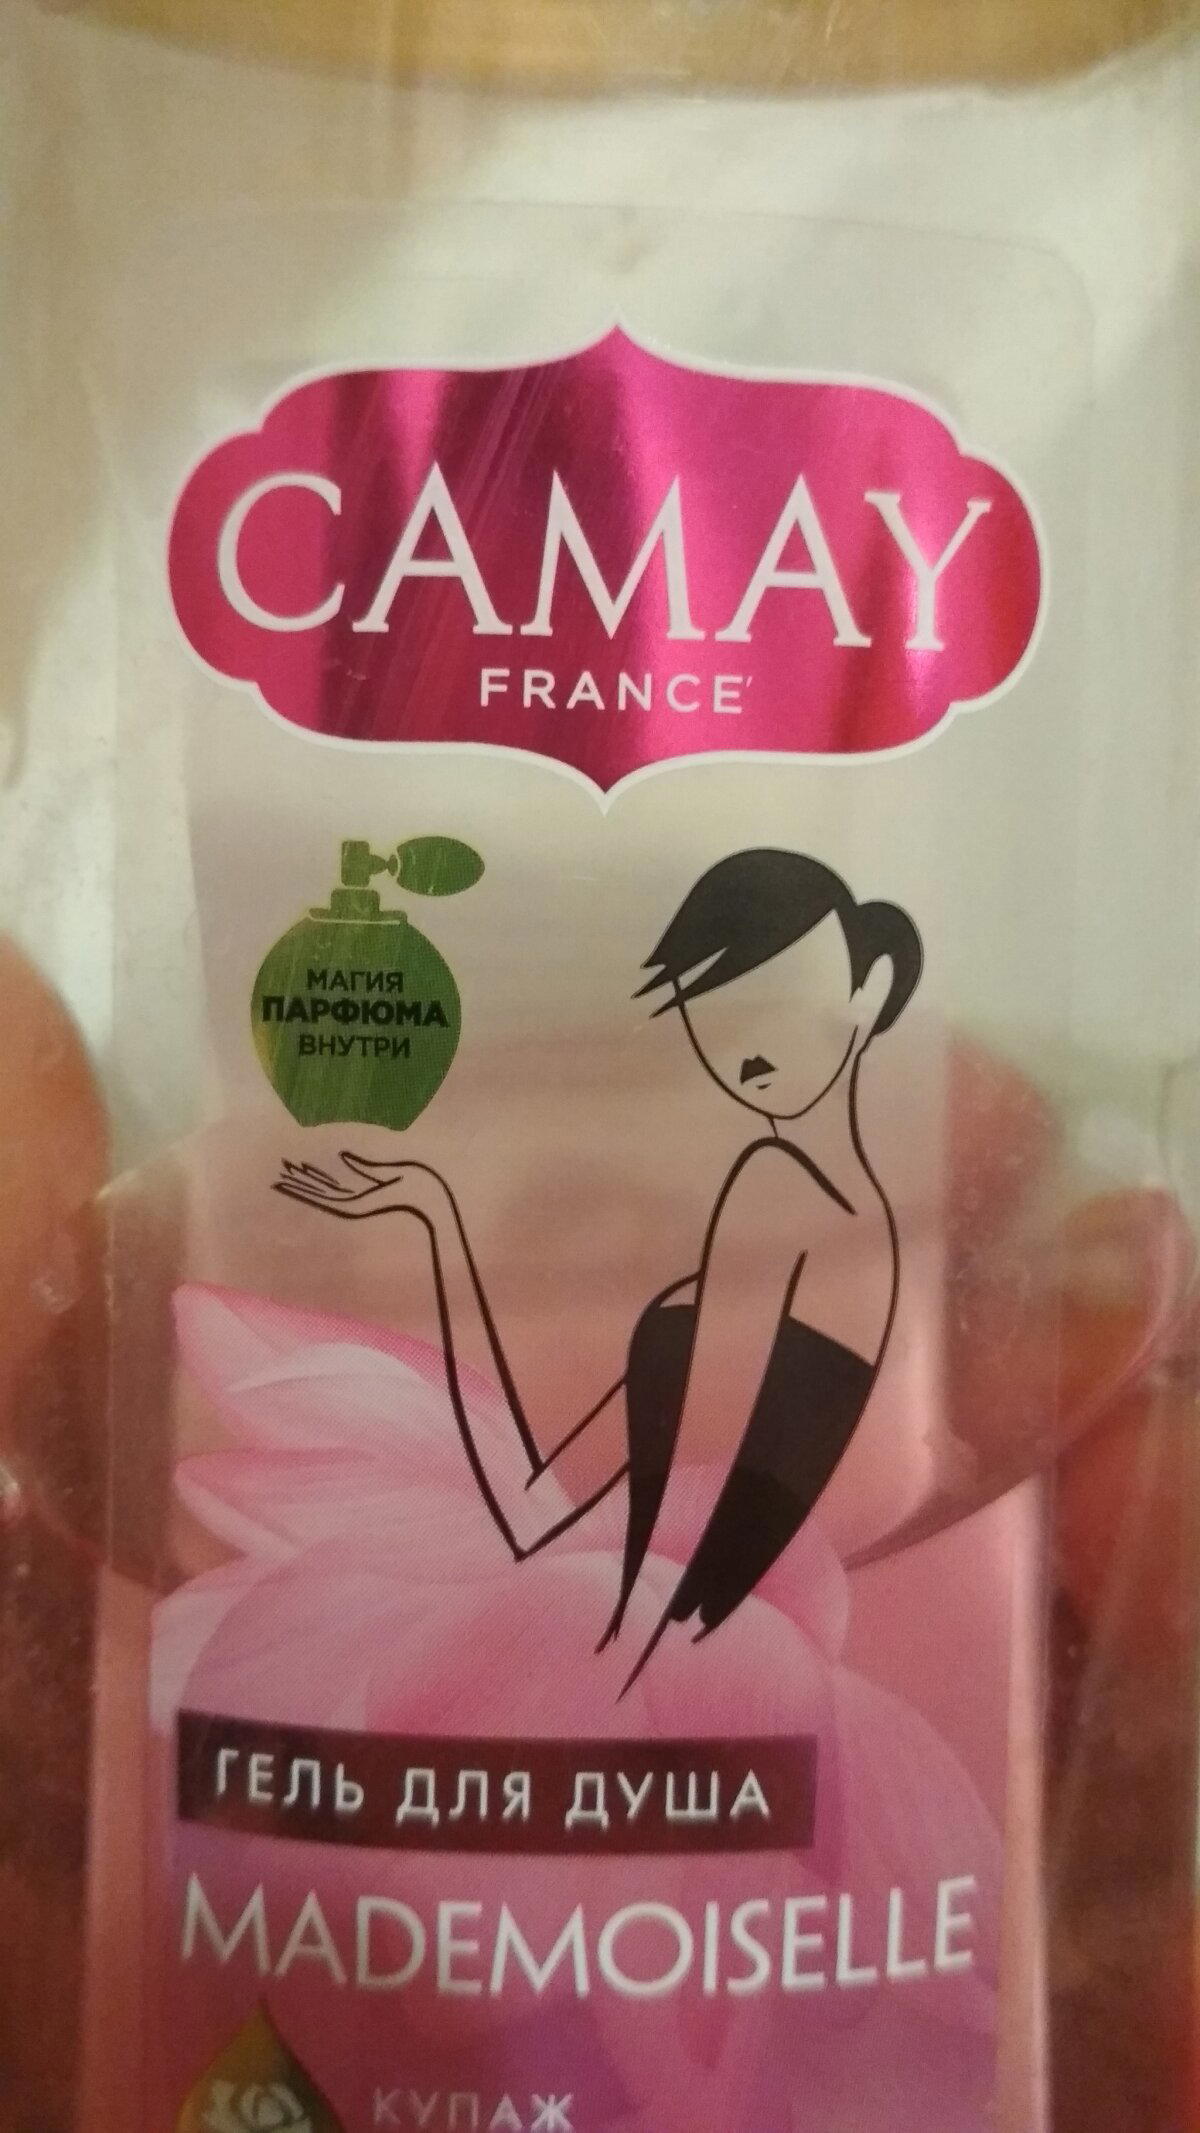 CAMAY
FRANCE'
МАГИЯ
ПАРФЮМА
ВНУТРИ
ГЕЛЬ ДЛЯ ДУША
MADEMOISELLE
КУПАЖ